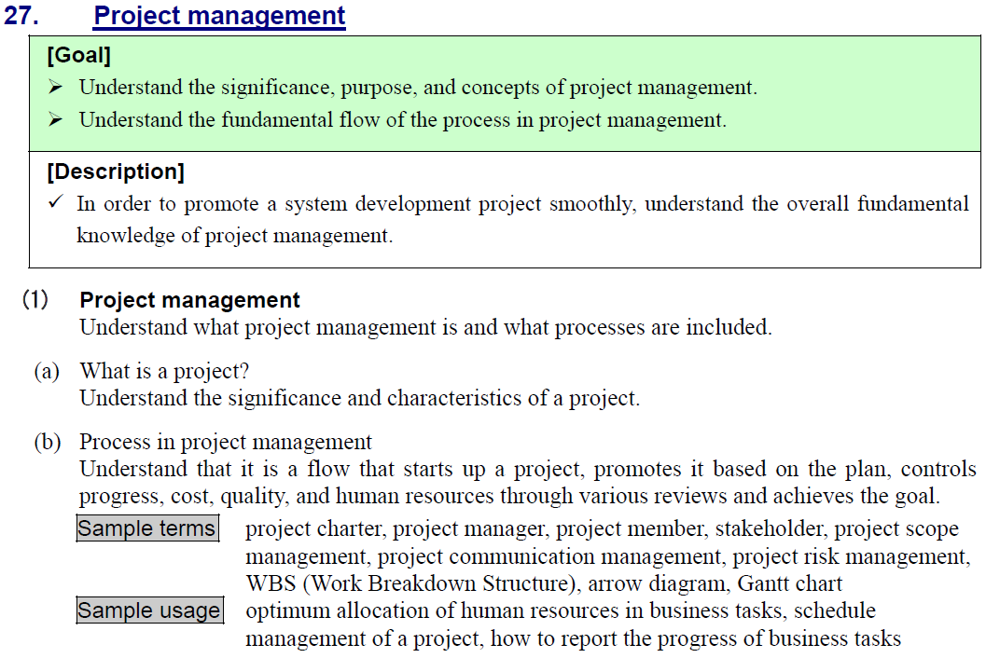 27. Project management
[Goal]
➢ Understand the significance, purpose, and concepts of project management.
➢ Understand the fundamental flow of the process in project management.
[Description]
✓ In order to promote a system development project smoothly, understand the overall fundamental
knowledge of project management.
(1) Project management
Understand what project management is and what processes are included.
(a) What is a project?
Understand the significance and characteristics of a project.
(b) Process in project management
Understand that it is a flow that starts up a project, promotes it based on the plan, controls
progress, cost, quality, and human resources through various reviews and achieves the goal.
Sample terms project charter, project manager, project member, stakeholder, project scope
management, project communication management, project risk management,
WBS (Work Breakdown Structure), arrow diagram, Gantt chart
Sample usage optimum allocation of human resources in business tasks, schedule
management of a project, how to report the progress of business tasks